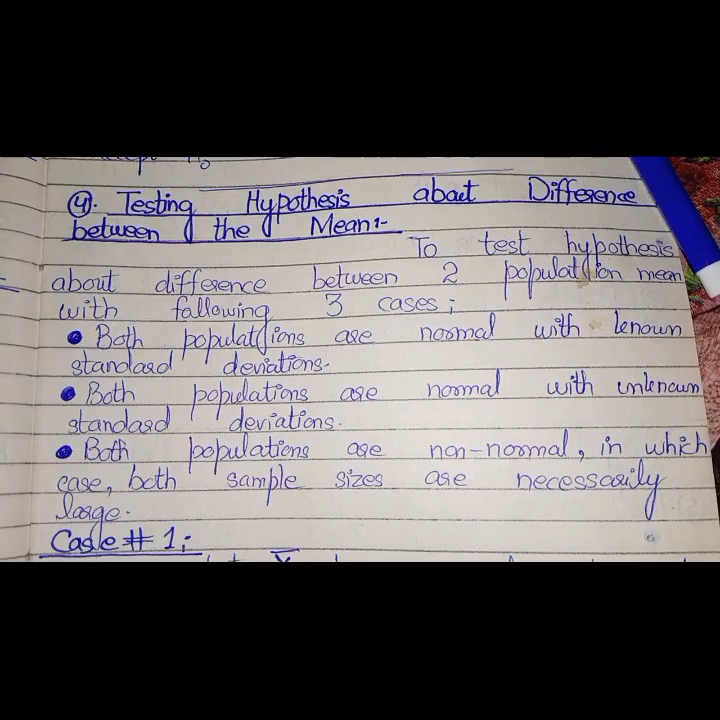 ④. Testing Hypothesis about Difference
between the Mean:-
To test hypothesis
about difference between 2 population mean
with following 3 cases;
• Both populations are normal with known
standard deviations.
• Both populations are normal with unknown
standard deviations.
• Both populations are non-normal, in which
case, both sample sizes are necessarily
large.
Case # 1: